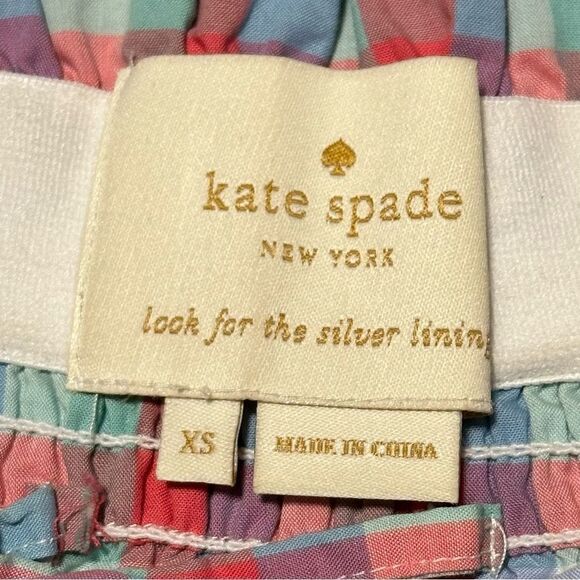 kate spade
NEW YORK
look for the silver lining
XS
MADE IN CHINA